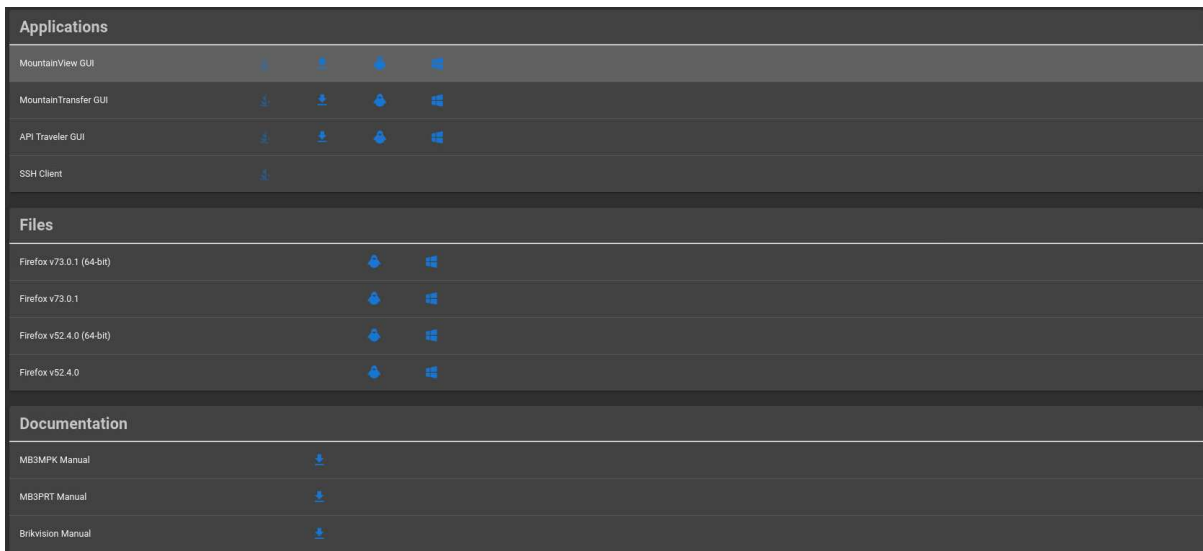 Applications
MountainView GUI
MountainTransfer GUI
API Traveler GUI
SSH Client
Files
Firefox v73.0.1 (64-bit)
Firefox v73.0.1
Firefox v52.4.0 (64-bit)
Firefox v52.4.0
Documentation
MB3MPK Manual
MB3PRT Manual
Brikvision Manual